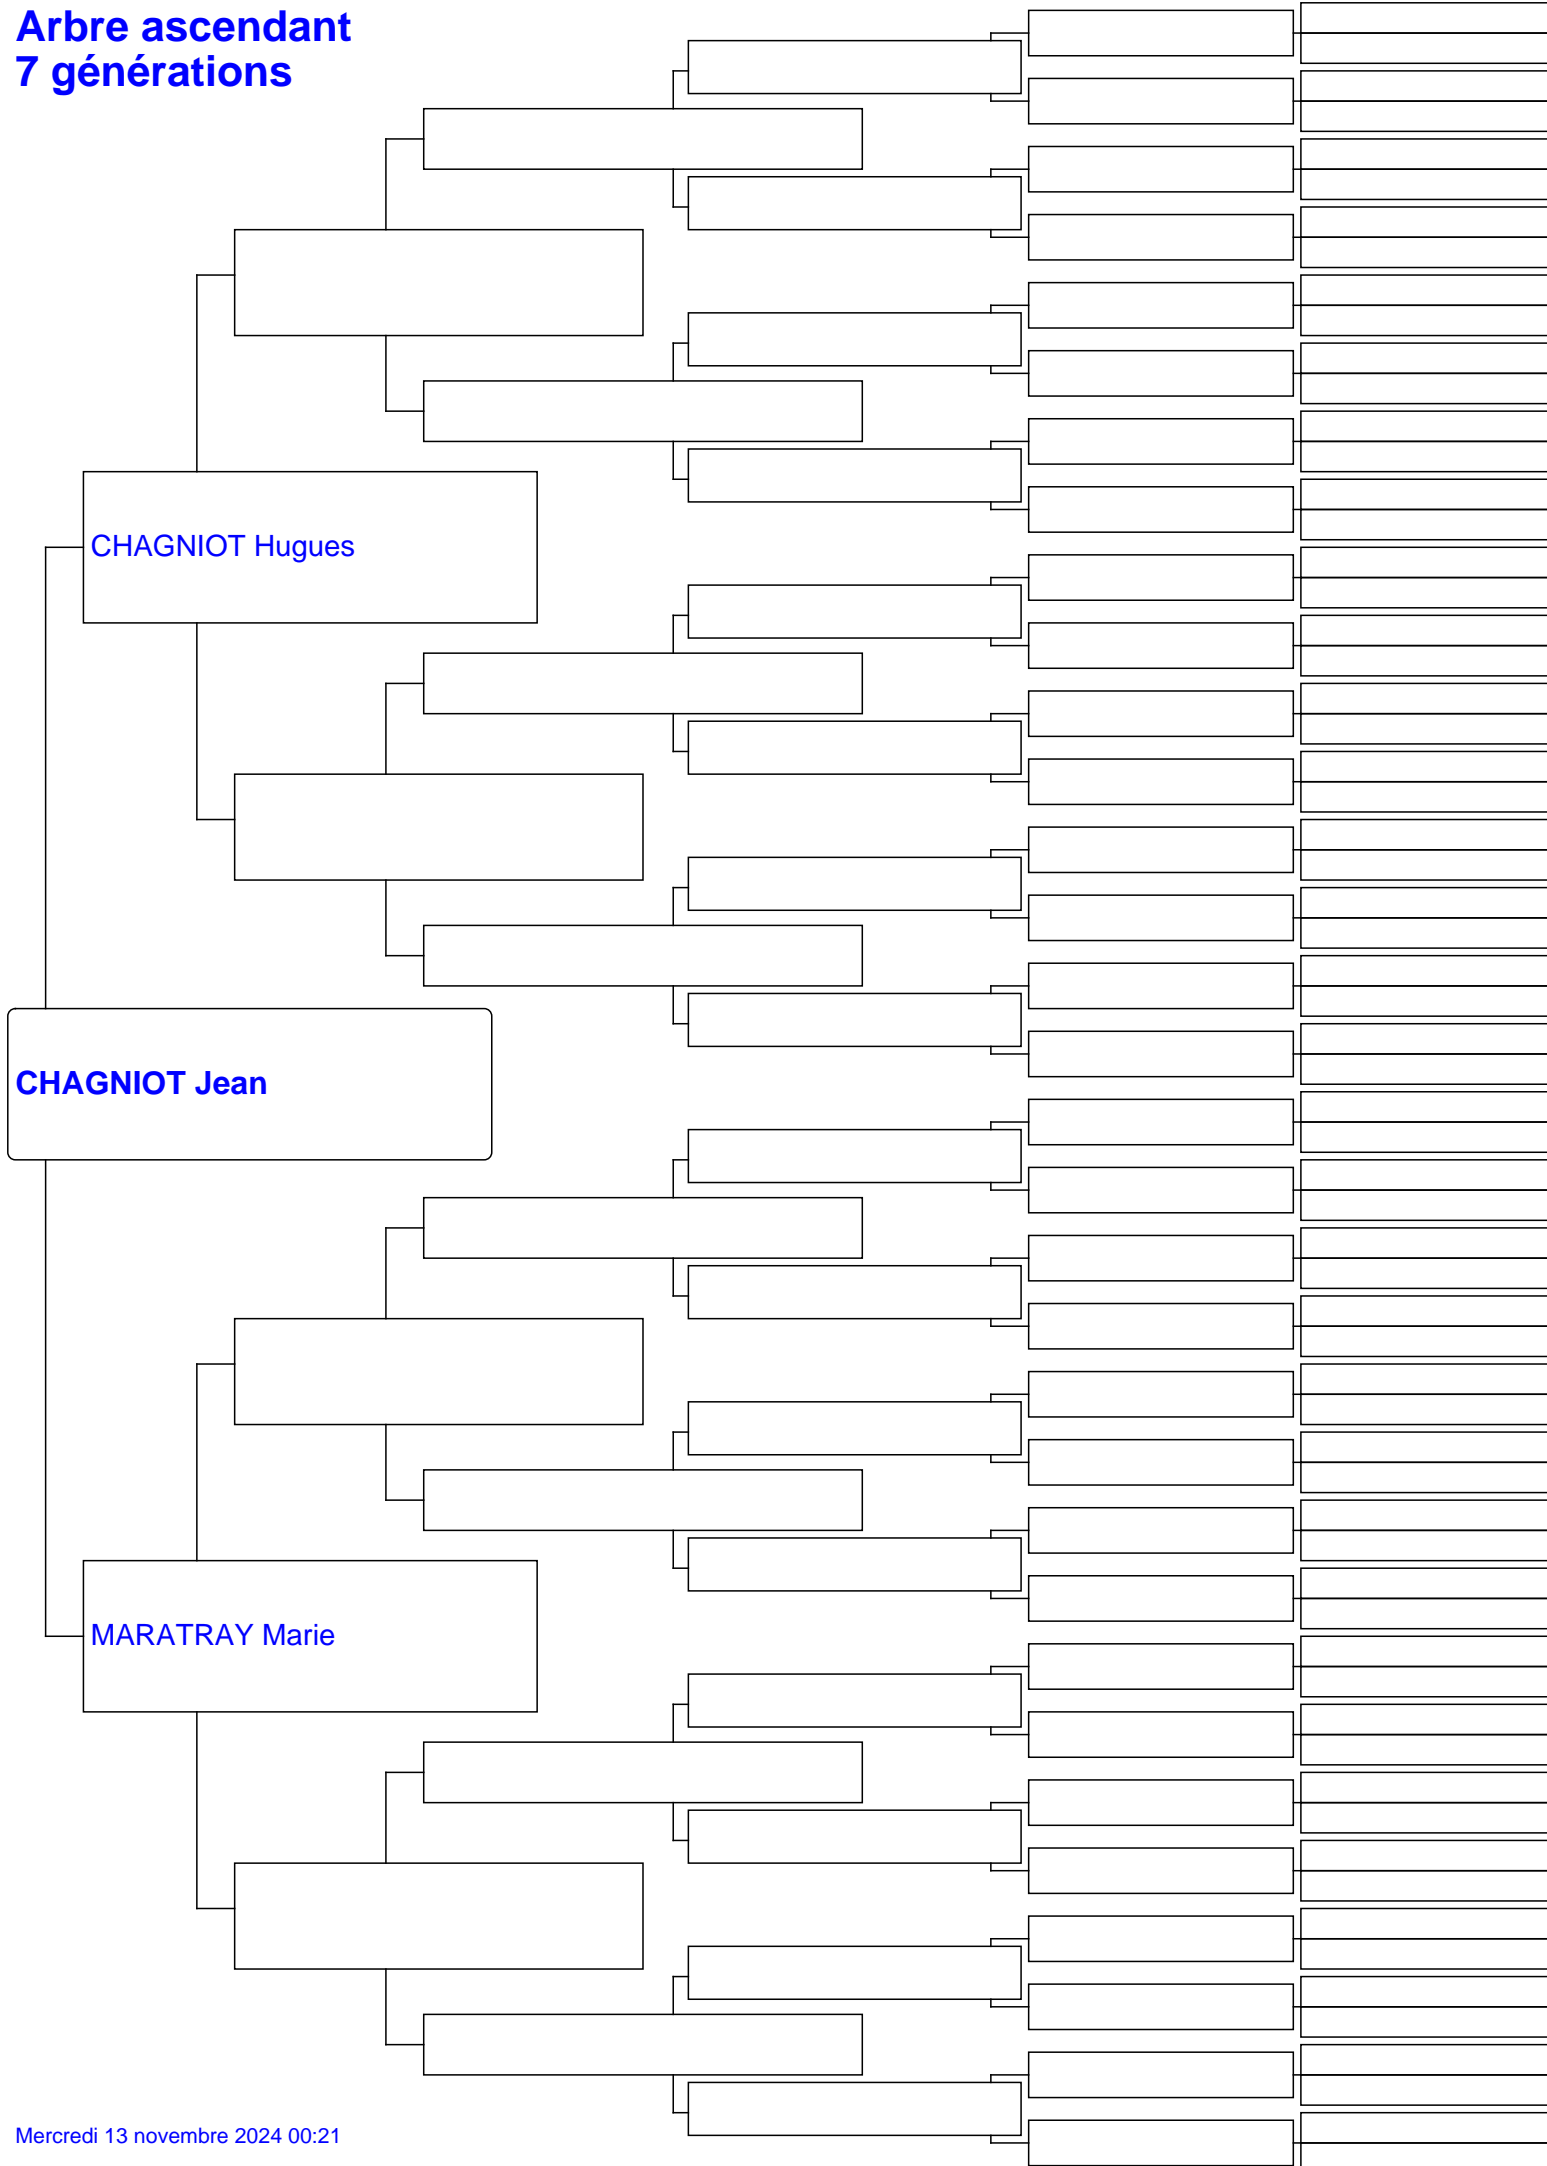 Arbre ascendant
7 générations
CHAGNIOT Hugues
CHAGNIOT Jean
MARATRAY Marie
Mercredi 13 novembre 2024 00:21